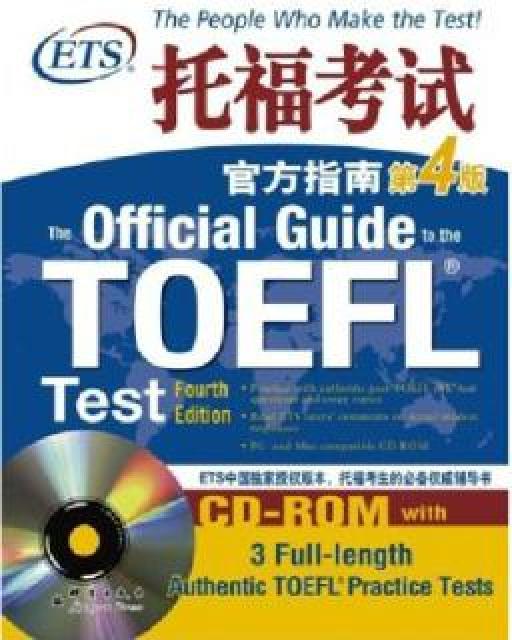 The People Who Make the Test!
ETS®
托福考试
官方指南 第4版
The Official Guide to the
TOEFL®
Test Fourth
Edition
ETS中国独家授权版本，托福考生的必备权威辅导书
CD-ROM with
3 Full-length
Authentic TOEFL® Practice Tests